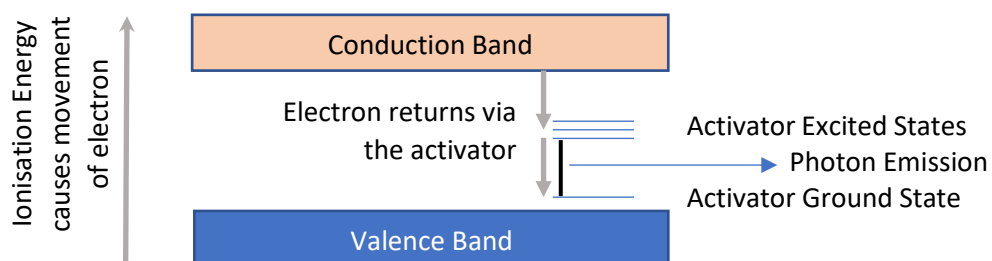 Ionisation Energy
causes movement
of electron
Conduction Band
Electron returns via
the activator
Activator Excited States
Photon Emission
Activator Ground State
Valence Band